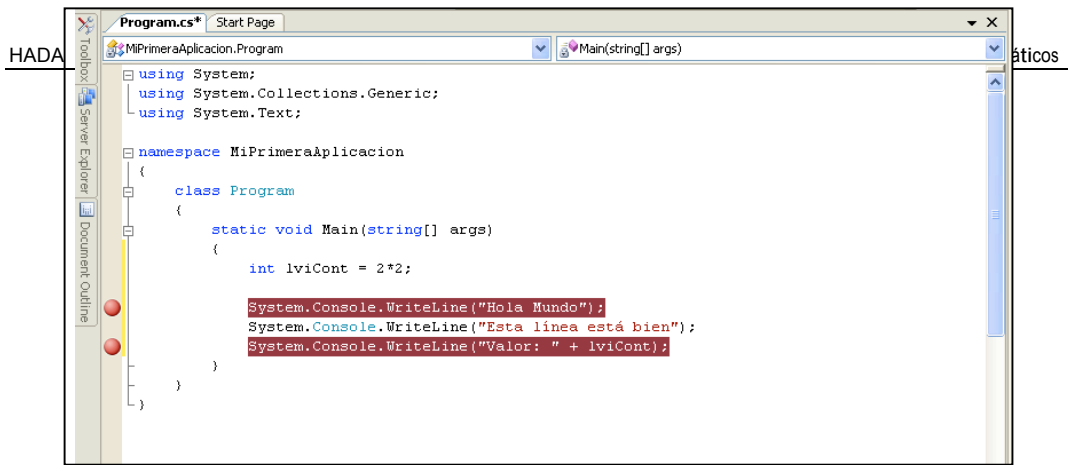 Program.cs* Start Page
HADA
MiPrimeraAplicacion.Program Main(string[] args)
áticos
Toolbox
Server Explorer
Document Outline
using System;
using System.Collections.Generic;
using System.Text;
namespace MiPrimeraAplicacion
{
class Program
{
static void Main(string[] args)
{
int lviCont = 2*2;
System.Console.WriteLine("Hola Mundo");
System.Console.WriteLine("Esta línea está bien");
System.Console.WriteLine("Valor: " + lviCont);
}
}
}